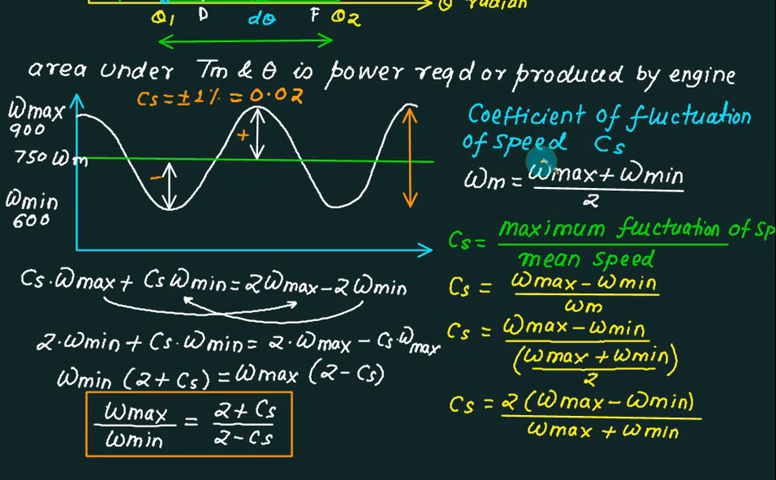 θ radian
θ1 D dθ F θ2
area under Tm & θ is power reqd or produced by engine
Cs = ±1% = 0.02
ωmax
900
750 ωm
ωmin
600
+
−
Coefficient of fluctuation
of speed Cs
ωm = ωmax + ωmin / 2
Cs = maximum fluctuation of sp / mean speed
Cs = ωmax − ωmin / ωm
Cs = ωmax − ωmin / (ωmax + ωmin / 2)
Cs = 2 (ωmax − ωmin) / ωmax + ωmin
Cs·ωmax + Cs ωmin = 2ωmax − 2ωmin
2·ωmin + Cs·ωmin = 2·ωmax − Cs·ωmax
ωmin (2 + Cs) = ωmax (2 − Cs)
ωmax / ωmin = 2 + Cs / 2 − Cs